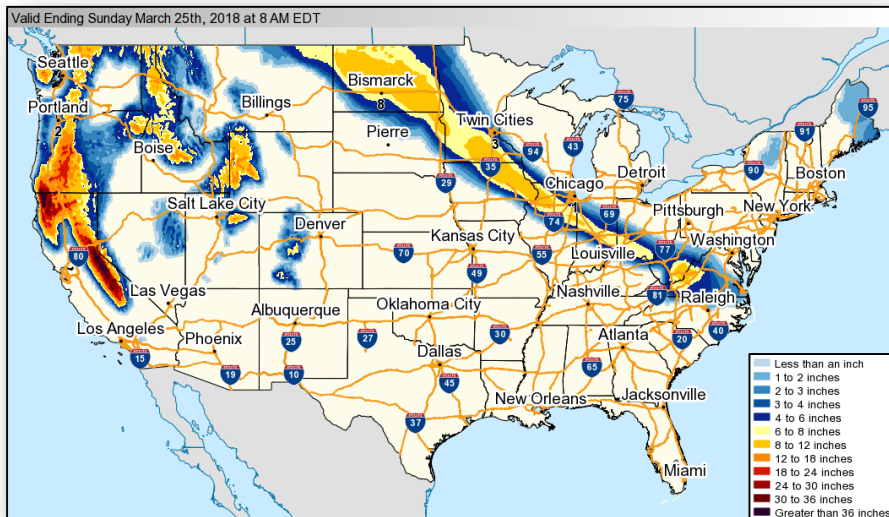 Valid Ending Sunday March 25th, 2018 at 8 AM EDT
Seattle
Portland
2
Boise
Billings
Bismarck
8
Pierre
Twin Cities
3
75
95
91
94
43
90
35
29
Chicago
Detroit
Boston
New York
Salt Lake City
74
69
Pittsburgh
Denver
Kansas City
Washington
80
70
55
77
Louisville
49
Las Vegas
81
Raleigh
Nashville
Albuquerque
Oklahoma City
Los Angeles
Phoenix
25
27
30
Atlanta
20
40
15
19
10
Dallas
45
65
Jacksonville
New Orleans
37
Miami
Less than an inch
1 to 2 inches
2 to 3 inches
3 to 4 inches
4 to 6 inches
6 to 8 inches
8 to 12 inches
12 to 18 inches
18 to 24 inches
24 to 30 inches
30 to 36 inches
Greater than 36 inches